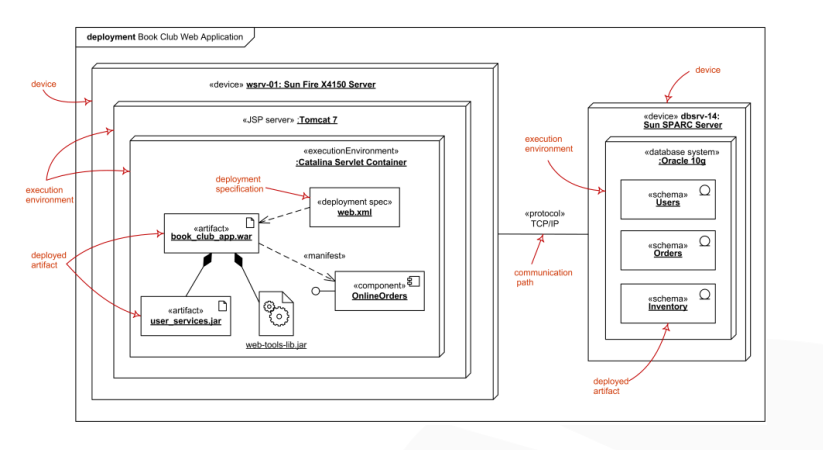 deployment Book Club Web Application
device
«device» wsrv-01: Sun Fire X4150 Server
«JSP server» :Tomcat 7
«executionEnvironment»
:Catalina Servlet Container
execution
environment
deployment
specification
«deployment spec»
web.xml
«artifact»
book_club_app.war
deployed
artifact
«manifest»
«component»
OnlineOrders
«artifact»
user_services.jar
web-tools-lib.jar
«protocol»
TCP/IP
communication
path
device
«device» dbsrv-14:
Sun SPARC Server
execution
environment
«database system»
:Oracle 10g
«schema»
Users
«schema»
Orders
«schema»
Inventory
deployed
artifact